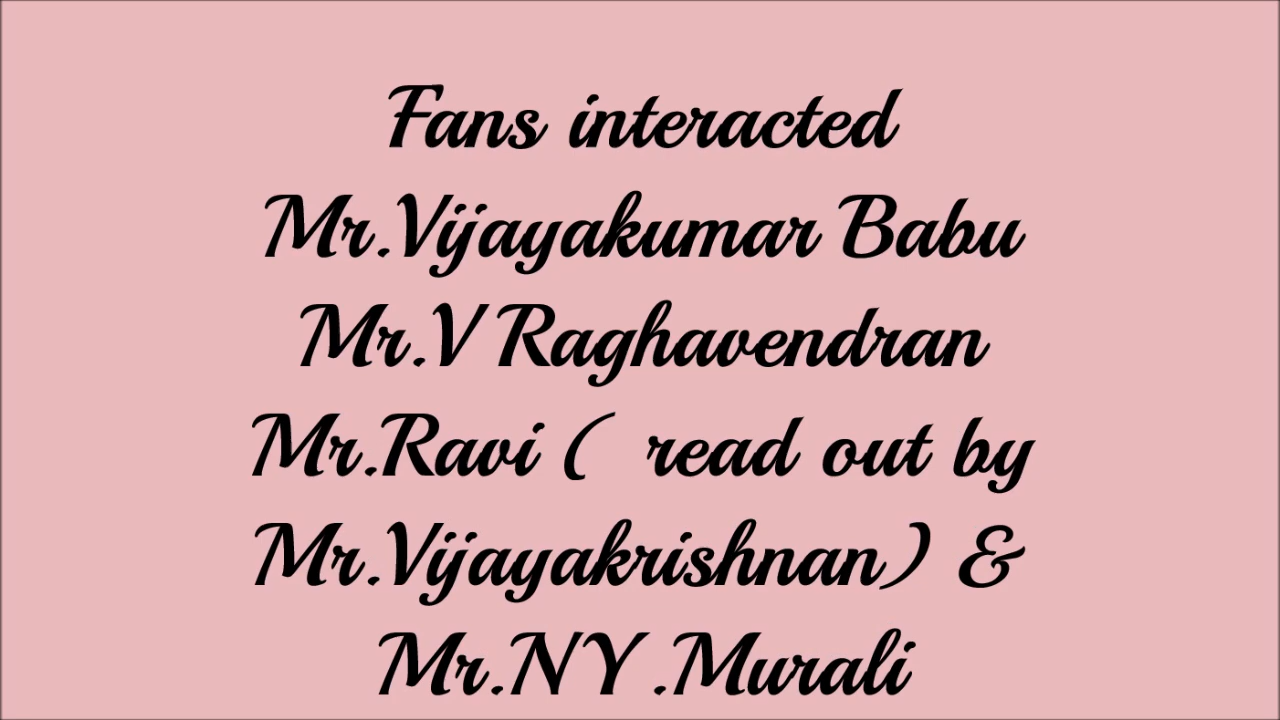 Fans interacted
Mr.Vijayakumar Babu
Mr.V Raghavendran
Mr.Ravi ( read out by
Mr.Vijayakrishnan) &
Mr.NY .Murali